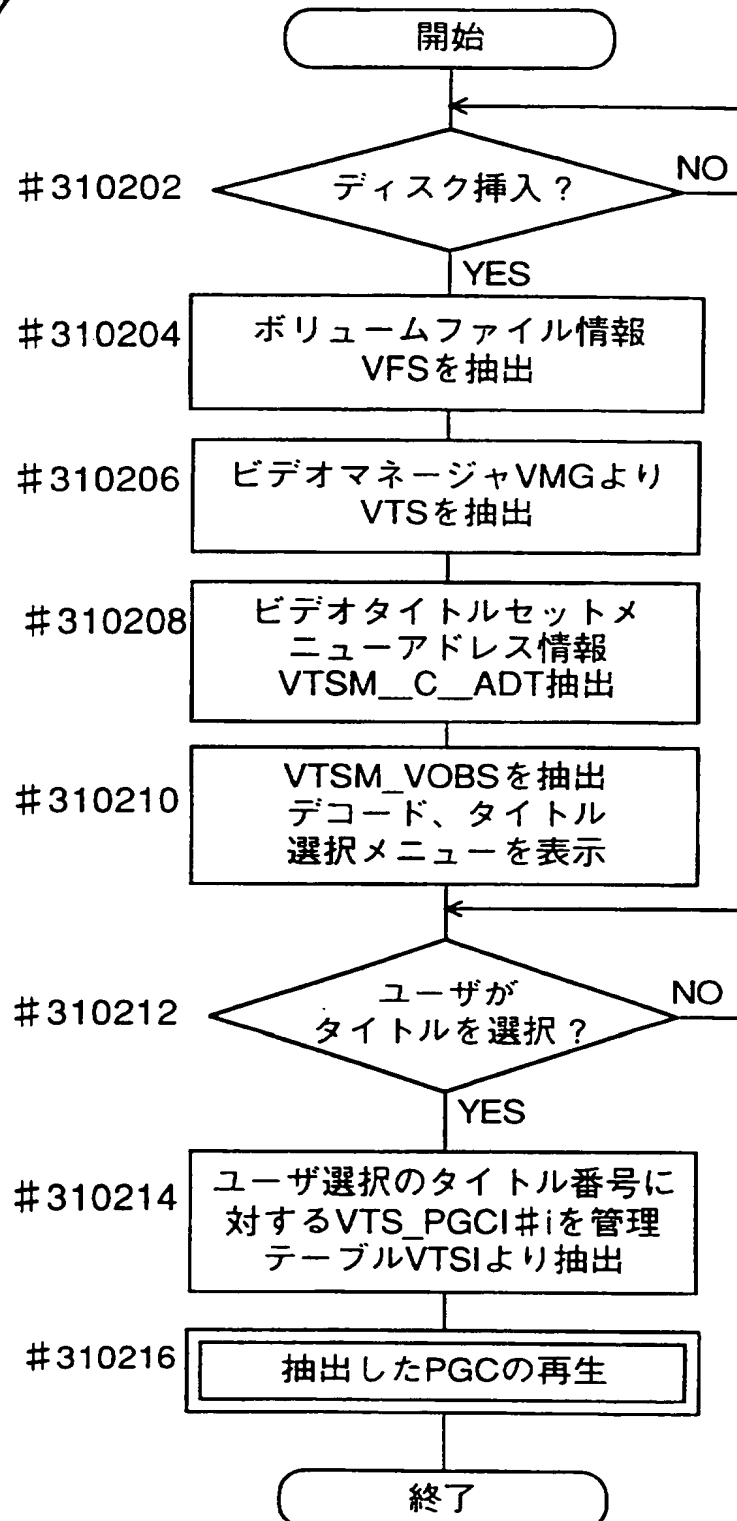 開始
#310202
ディスク挿入？
NO
YES
#310204
ボリュームファイル情報
VFSを抽出
#310206
ビデオマネージャVMGより
VTSを抽出
#310208
ビデオタイトルセットメ
ニューアドレス情報
VTSM__C__ADT抽出
#310210
VTSM_VOBSを抽出
デコード、タイトル
選択メニューを表示
#310212
ユーザが
タイトルを選択？
NO
YES
#310214
ユーザ選択のタイトル番号に
対するVTS_PGCI#iを管理
テーブルVTSIより抽出
#310216
抽出したPGCの再生
終了